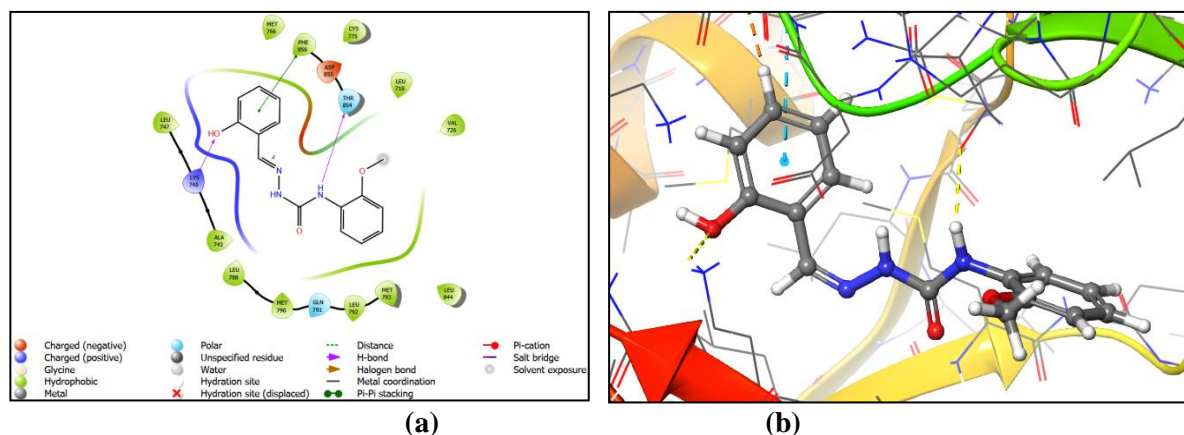 MET 766
PHE 856
CYS 775
ASP 855
LEU 718
THR 854
VAL 726
LEU 747
HO
LYS 745
N
O
HN
H
N
O
ALA 743
LEU 788
MET 790
GLN 791
LEU 792
MET 793
LEU 844
Charged (negative)
Charged (positive)
Glycine
Hydrophobic
Metal
Polar
Unspecified residue
Water
Hydration site
Hydration site (displaced)
Distance
H-bond
Halogen bond
Metal coordination
Pi-Pi stacking
Pi-cation
Salt bridge
Solvent exposure
(a)
(b)